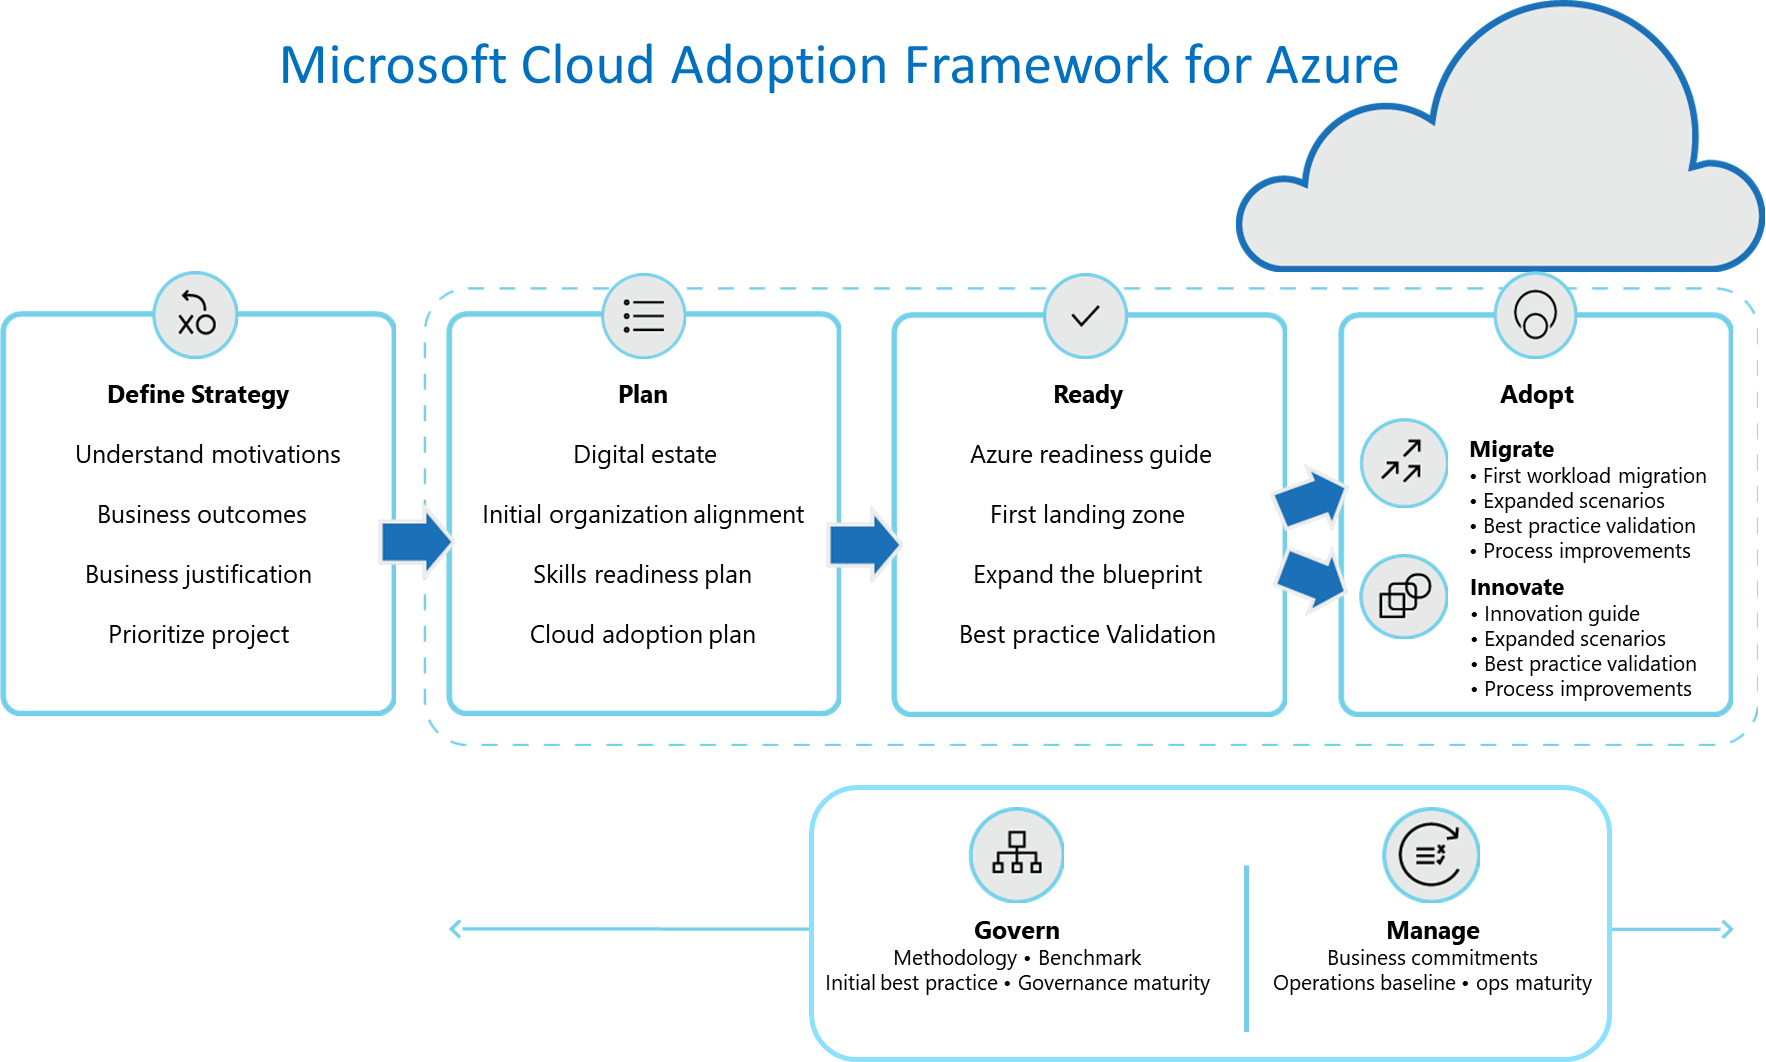 Microsoft Cloud Adoption Framework for Azure
Define Strategy
Understand motivations
Business outcomes
Business justification
Prioritize project
Plan
Digital estate
Initial organization alignment
Skills readiness plan
Cloud adoption plan
Ready
Azure readiness guide
First landing zone
Expand the blueprint
Best practice Validation
Adopt
Migrate
• First workload migration
• Expanded scenarios
• Best practice validation
• Process improvements
Innovate
• Innovation guide
• Expanded scenarios
• Best practice validation
• Process improvements
Govern
Methodology • Benchmark
Initial best practice • Governance maturity
Manage
Business commitments
Operations baseline • ops maturity